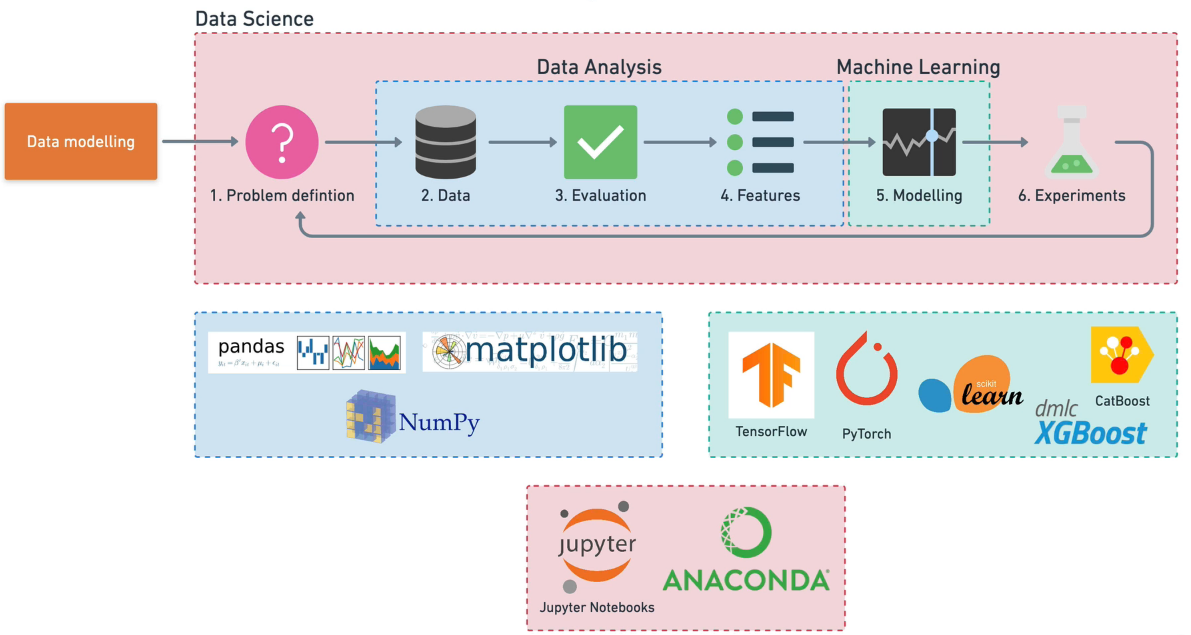 Data Science
Data Analysis
Machine Learning
Data modelling
1. Problem defintion
2. Data
3. Evaluation
4. Features
5. Modelling
6. Experiments
pandas
matplotlib
NumPy
TensorFlow
PyTorch
scikit
learn
CatBoost
dmlc
XGBoost
jupyter
Jupyter Notebooks
ANACONDA